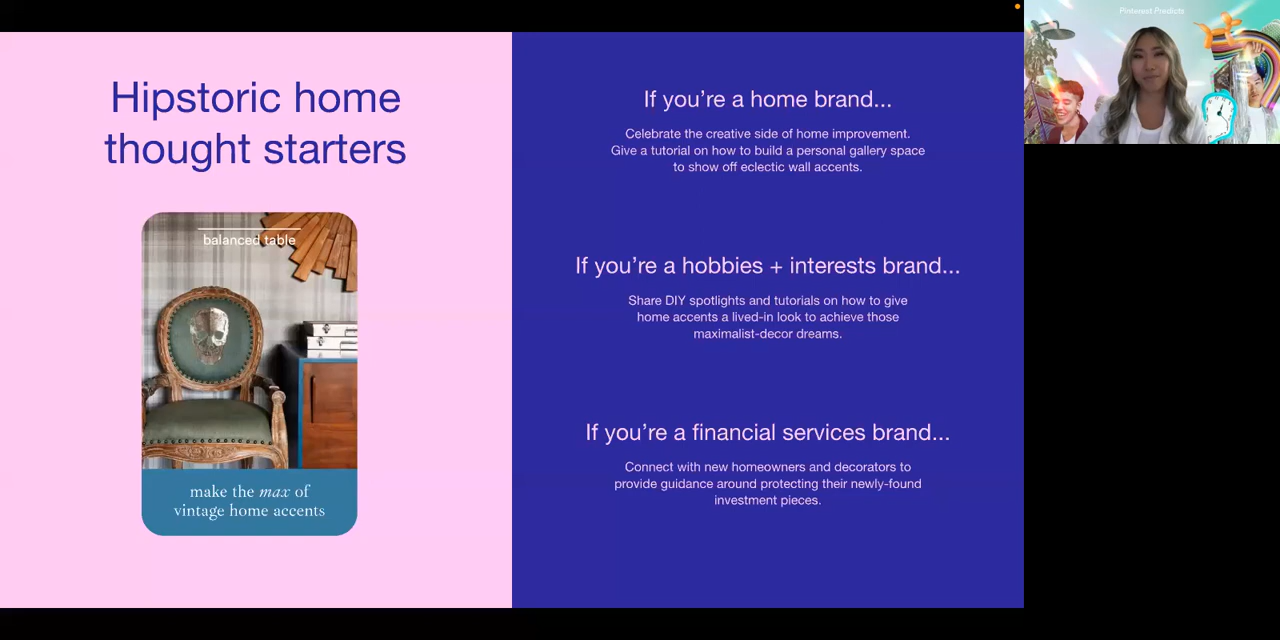 Hipstoric home
thought starters
balanced table
make the max of
vintage home accents
If you’re a home brand...
Celebrate the creative side of home improvement.
Give a tutorial on how to build a personal gallery space
to show off eclectic wall accents.
If you’re a hobbies + interests brand...
Share DIY spotlights and tutorials on how to give
home accents a lived-in look to achieve those
maximalist-decor dreams.
If you’re a financial services brand...
Connect with new homeowners and decorators to
provide guidance around protecting their newly-found
investment pieces.
Pinterest Predicts